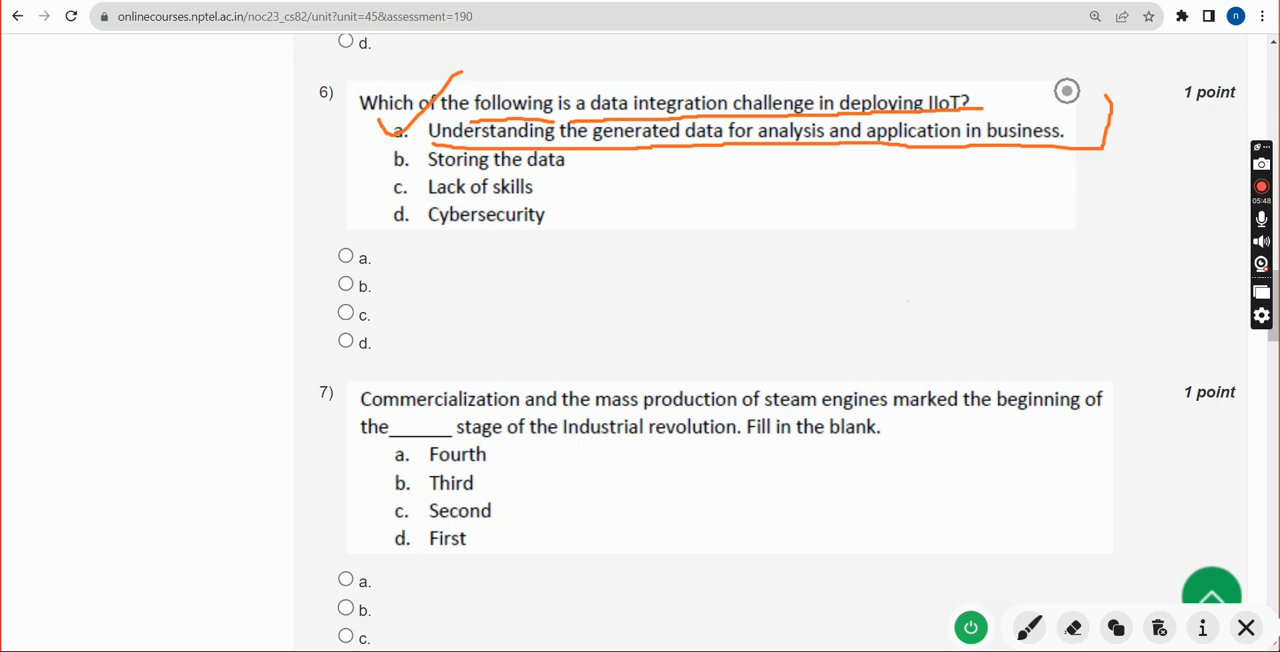 onlinecourses.nptel.ac.in/noc23_cs82/unit?unit=45&assessment=190
n
d.
6)
Which of the following is a data integration challenge in deploying IIoT?
1 point
a. Understanding the generated data for analysis and application in business.
b. Storing the data
c. Lack of skills
d. Cybersecurity
05:48
a.
b.
c.
d.
7)
Commercialization and the mass production of steam engines marked the beginning of
1 point
the______ stage of the Industrial revolution. Fill in the blank.
a. Fourth
b. Third
c. Second
d. First
a.
b.
c.